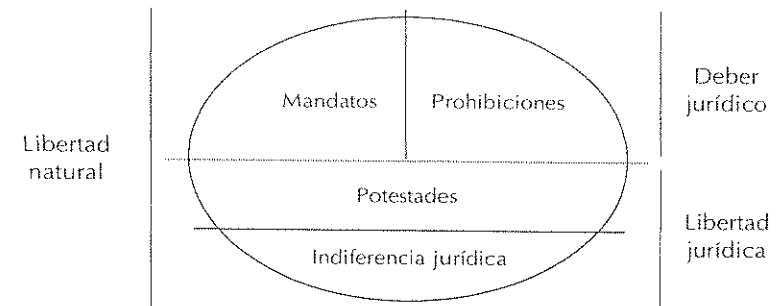 Mandatos
Prohibiciones
Deber
jurídico
Libertad
natural
Potestades
Indiferencia jurídica
Libertad
jurídica